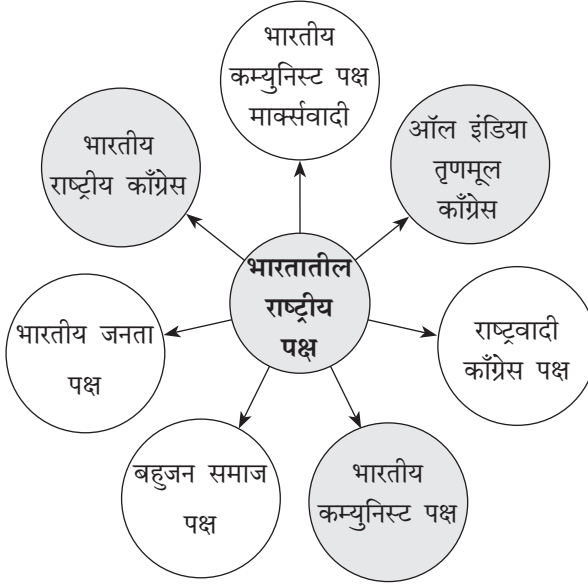 भारतीय
कम्युनिस्ट पक्ष
मार्क्सवादी
भारतीय
राष्ट्रीय काँग्रेस
ऑल इंडिया
तृणमूल
काँग्रेस
भारतातील
राष्ट्रीय
पक्ष
भारतीय जनता
पक्ष
राष्ट्रवादी
काँग्रेस पक्ष
बहुजन समाज
पक्ष
भारतीय
कम्युनिस्ट पक्ष